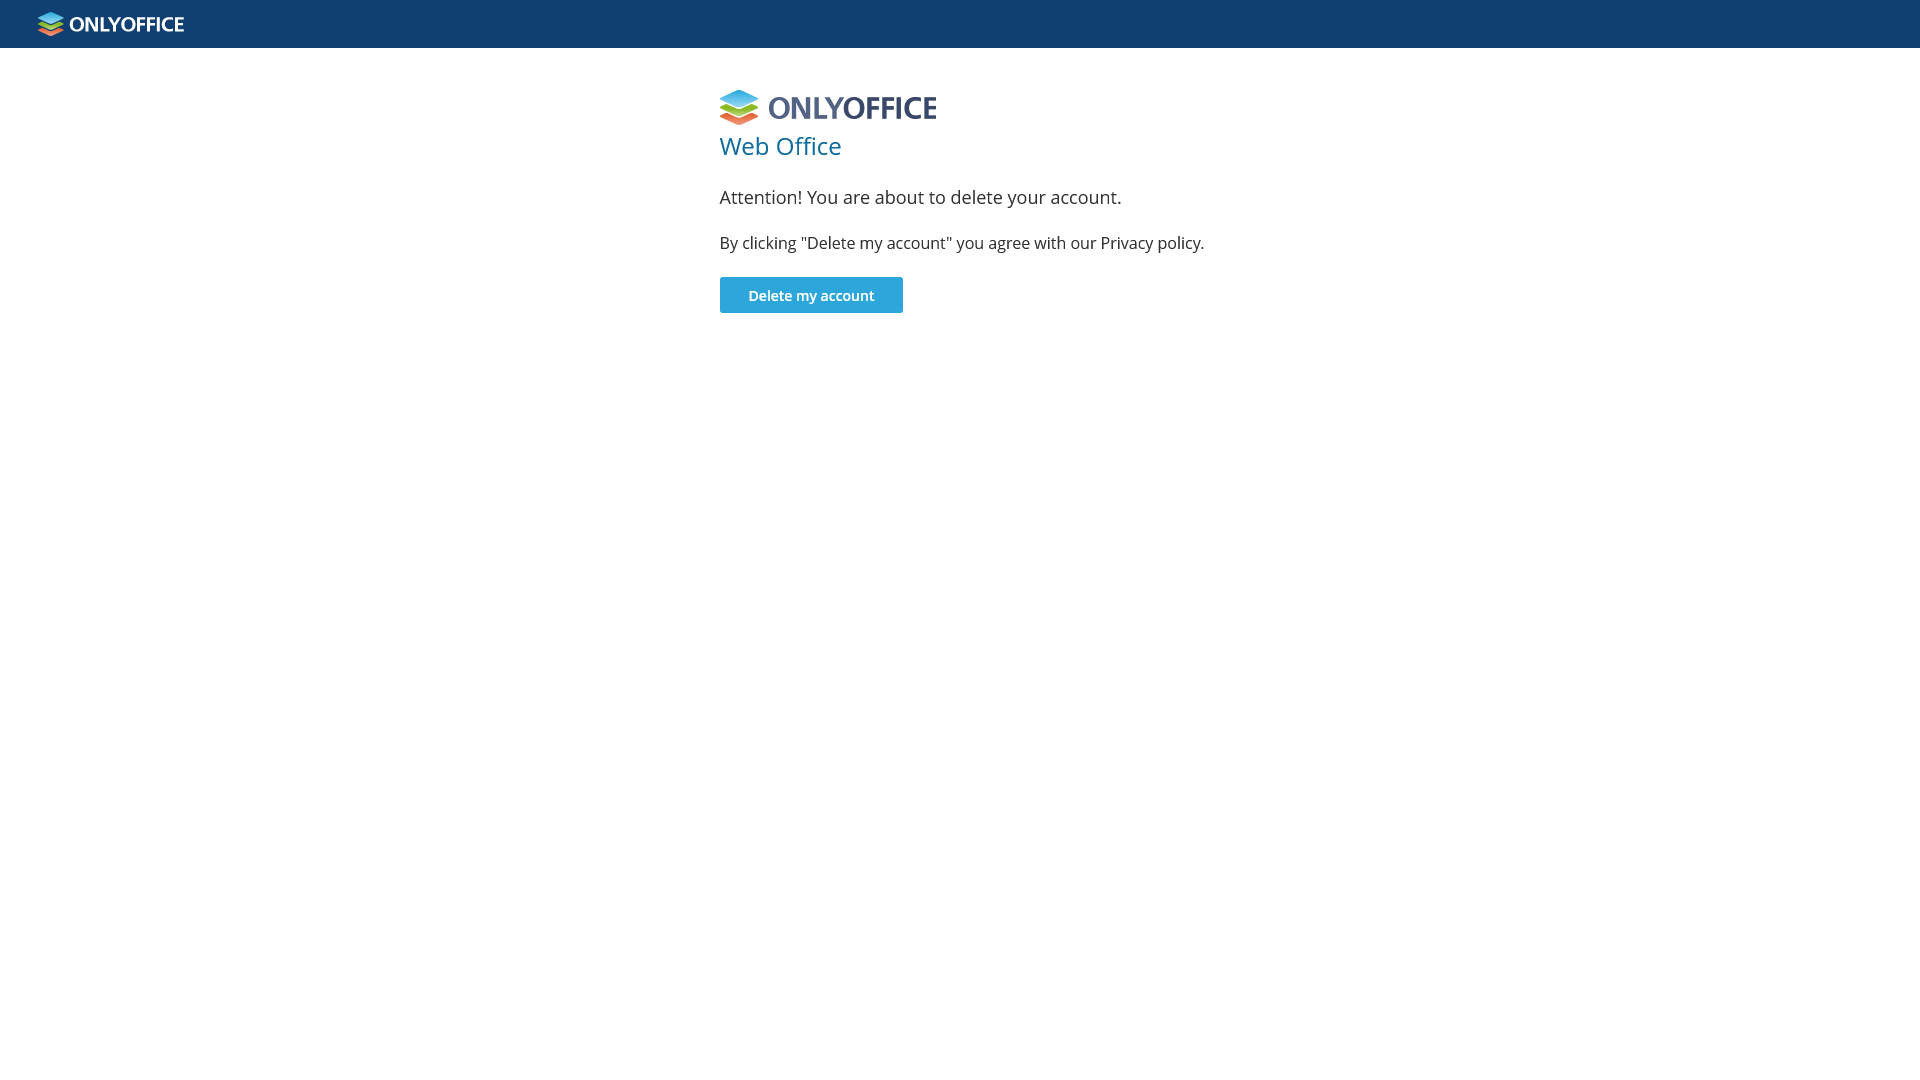 ONLYOFFICE
ONLYOFFICE
Web Office
Attention! You are about to delete your account.
By clicking "Delete my account" you agree with our Privacy policy.
Delete my account